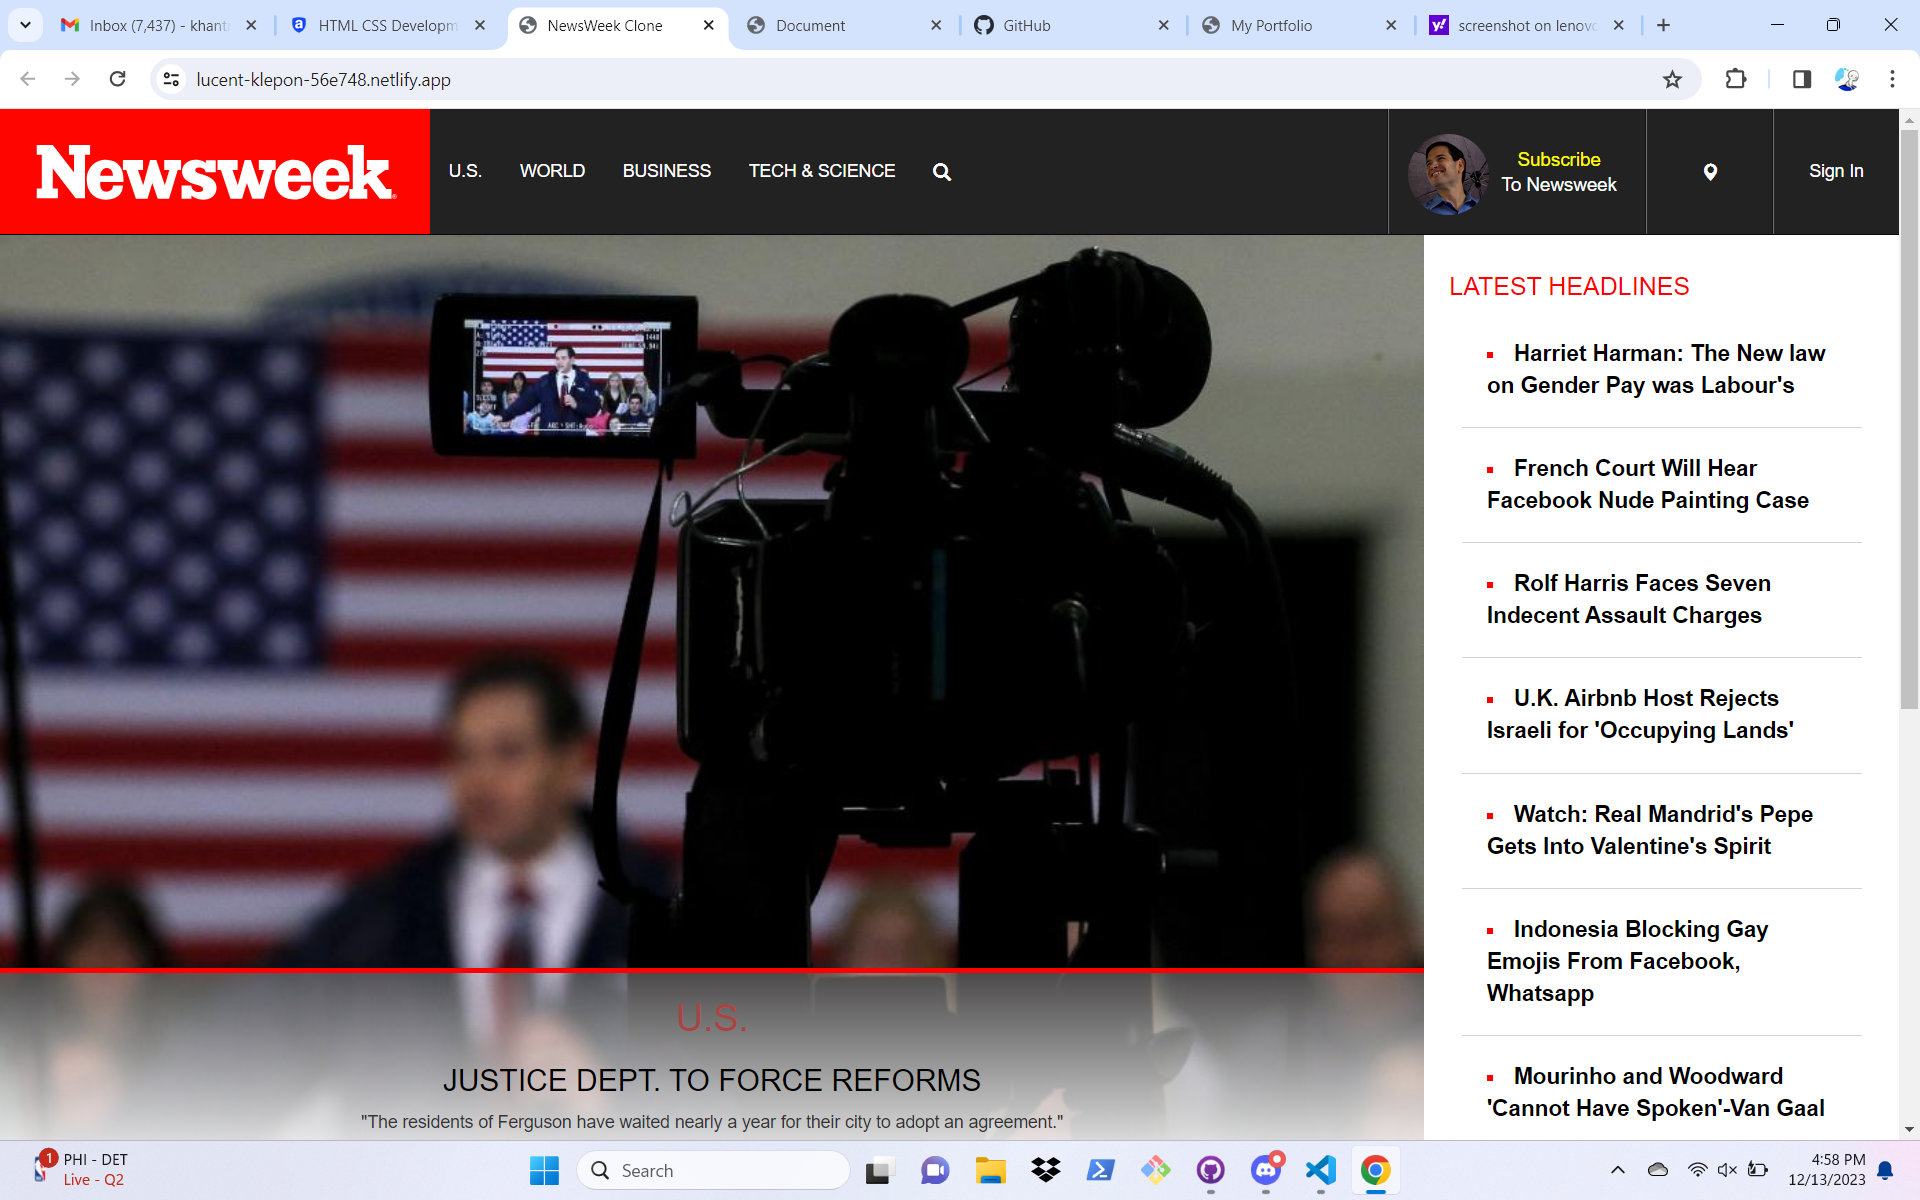 Inbox (7,437) - khant
HTML CSS Developm
NewsWeek Clone
Document
GitHub
My Portfolio
screenshot on lenovo
lucent-klepon-56e748.netlify.app
Newsweek
U.S.
WORLD
BUSINESS
TECH & SCIENCE
Subscribe
To Newsweek
Sign In
LATEST HEADLINES
Harriet Harman: The New law
on Gender Pay was Labour's
French Court Will Hear
Facebook Nude Painting Case
Rolf Harris Faces Seven
Indecent Assault Charges
U.K. Airbnb Host Rejects
Israeli for 'Occupying Lands'
Watch: Real Mandrid's Pepe
Gets Into Valentine's Spirit
Indonesia Blocking Gay
Emojis From Facebook,
Whatsapp
Mourinho and Woodward
'Cannot Have Spoken'-Van Gaal
U.S.
JUSTICE DEPT. TO FORCE REFORMS
"The residents of Ferguson have waited nearly a year for their city to adopt an agreement."
1
PHI - DET
Live - Q2
Search
4:58 PM
12/13/2023